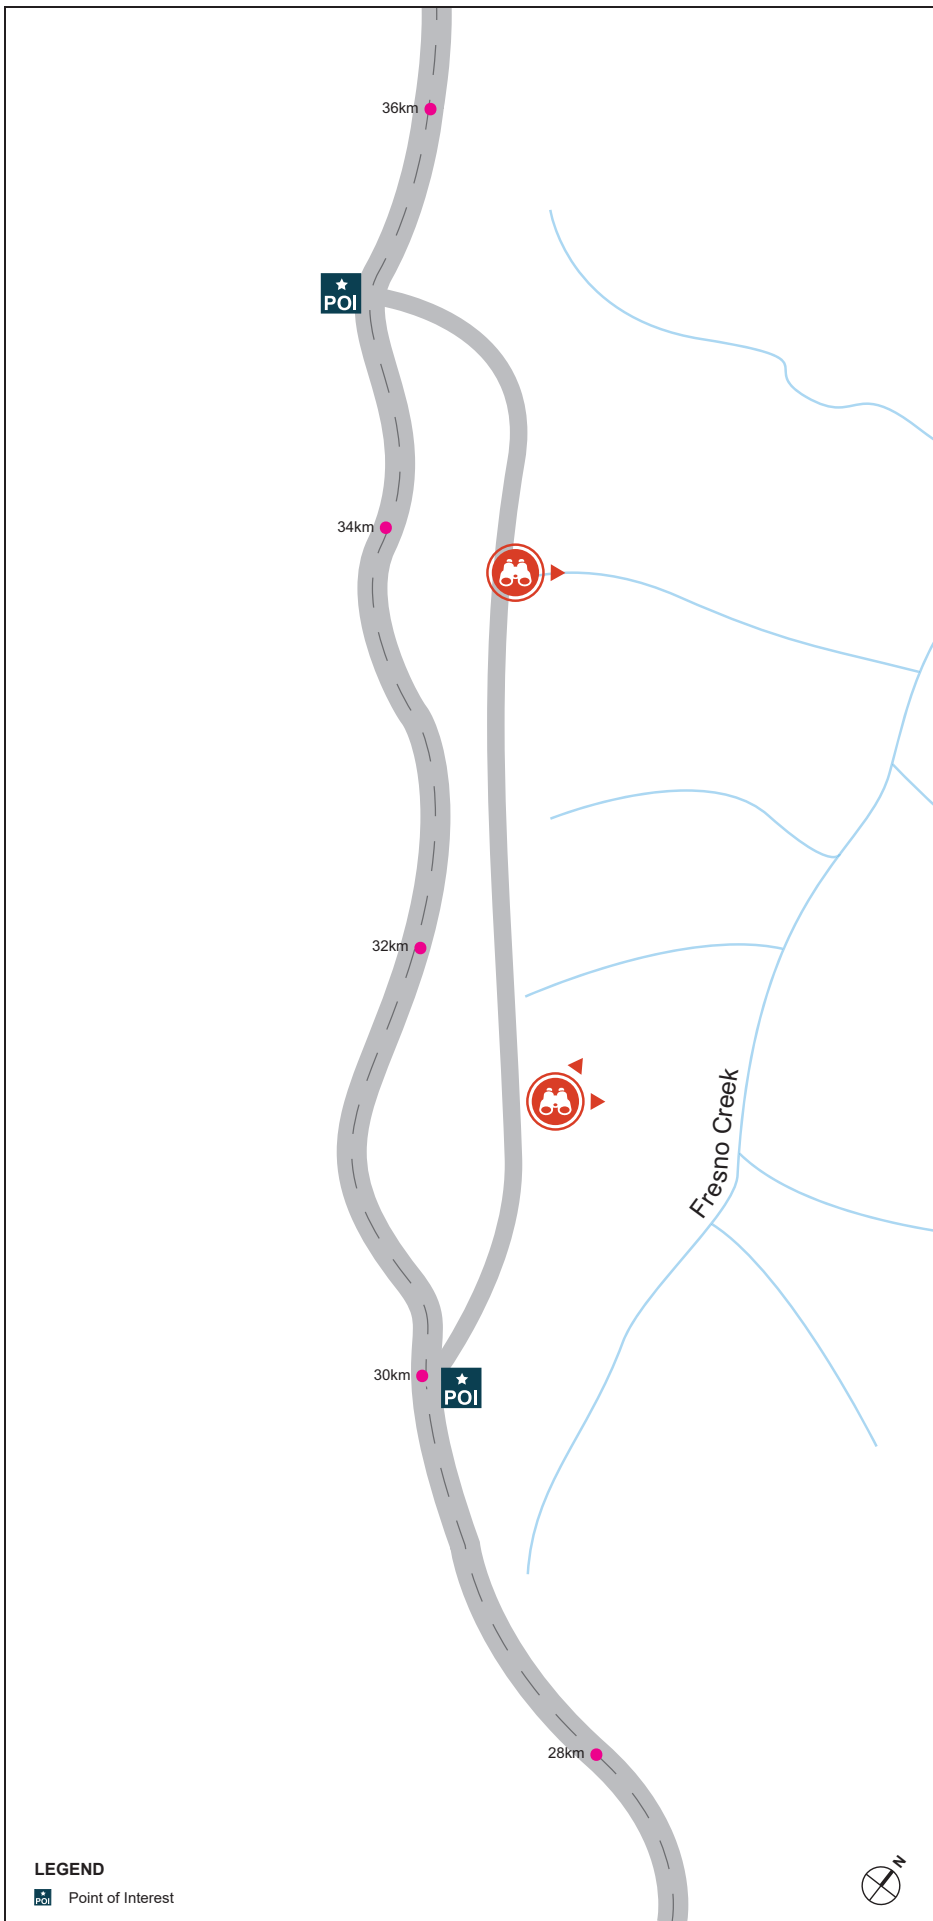 36km
POI
34km
32km
Fresno Creek
30km
POI
28km
LEGEND
POI Point of Interest
N